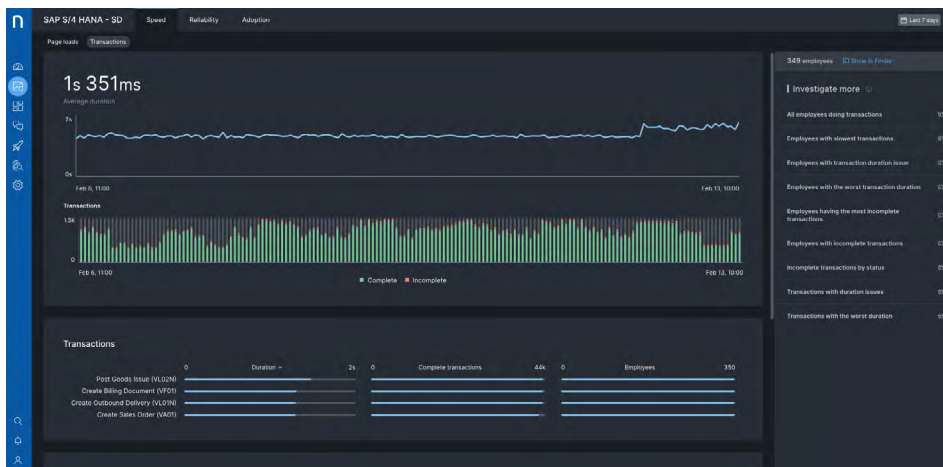 n
SAP S/4 HANA - SD
Speed
Reliability
Adoption
Last 7 days
Page loads
Transactions
349 employees
Show in Finder
1s 351ms
Average duration
Investigate more
2s
All employees doing transactions
Employees with slowest transactions
Employees with transaction duration issue
0s
Feb 6, 11:00
Feb 13, 10:00
Employees with the worst transaction duration
Transactions
Employees having the most incomplete
transactions
1.5k
0
Employees with incomplete transactions
Feb 6, 11:00
Feb 13, 10:00
Complete
Incomplete
Incomplete transactions by status
Transactions with duration issues
Transactions with the worst duration
Transactions
0 Duration 2s
0 Complete transactions 44k
0 Employees 350
Post Goods Issue (VL02N)
Create Billing Document (VF01)
Create Outbound Delivery (VL01N)
Create Sales Order (VA01)